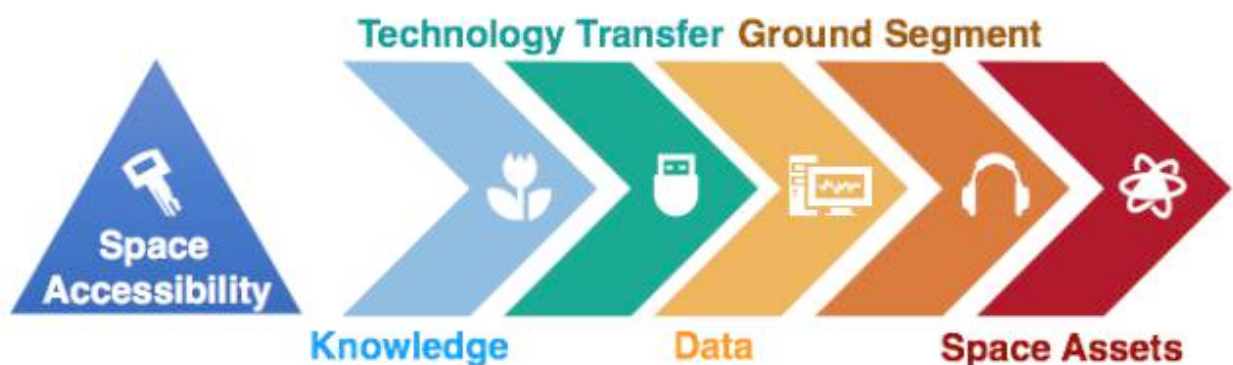 Technology Transfer Ground Segment
Space
Accessibility
Knowledge Data Space Assets